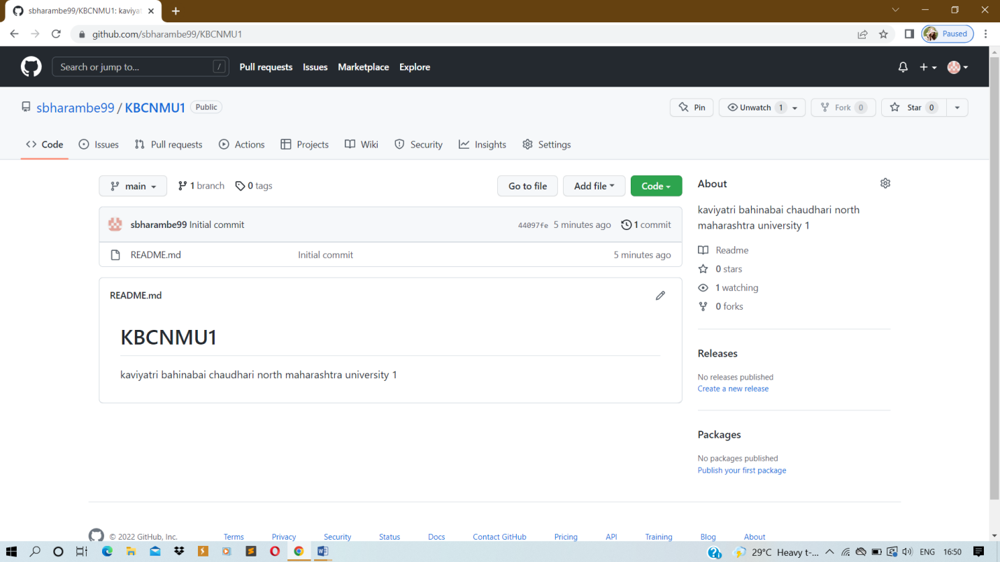 sbharambe99/KBCNMU1: kaviyat
github.com/sbharambe99/KBCNMU1
Paused
Search or jump to... /
Pull requests Issues Marketplace Explore
sbharambe99 / KBCNMU1 Public
Pin Unwatch 1 Fork 0 Star 0
Code Issues Pull requests Actions Projects Wiki Security Insights Settings
main 1 branch 0 tags Go to file Add file Code
sbharambe99 Initial commit 44097fe 5 minutes ago 1 commit
README.md Initial commit 5 minutes ago
README.md
KBCNMU1
kaviyatri bahinabai chaudhari north maharashtra university 1
About
kaviyatri bahinabai chaudhari north
maharashtra university 1
Readme
0 stars
1 watching
0 forks
Releases
No releases published
Create a new release
Packages
No packages published
Publish your first package
© 2022 GitHub, Inc. Terms Privacy Security Status Docs Contact GitHub Pricing API Training Blog About
29°C Heavy t-... ENG 16:50